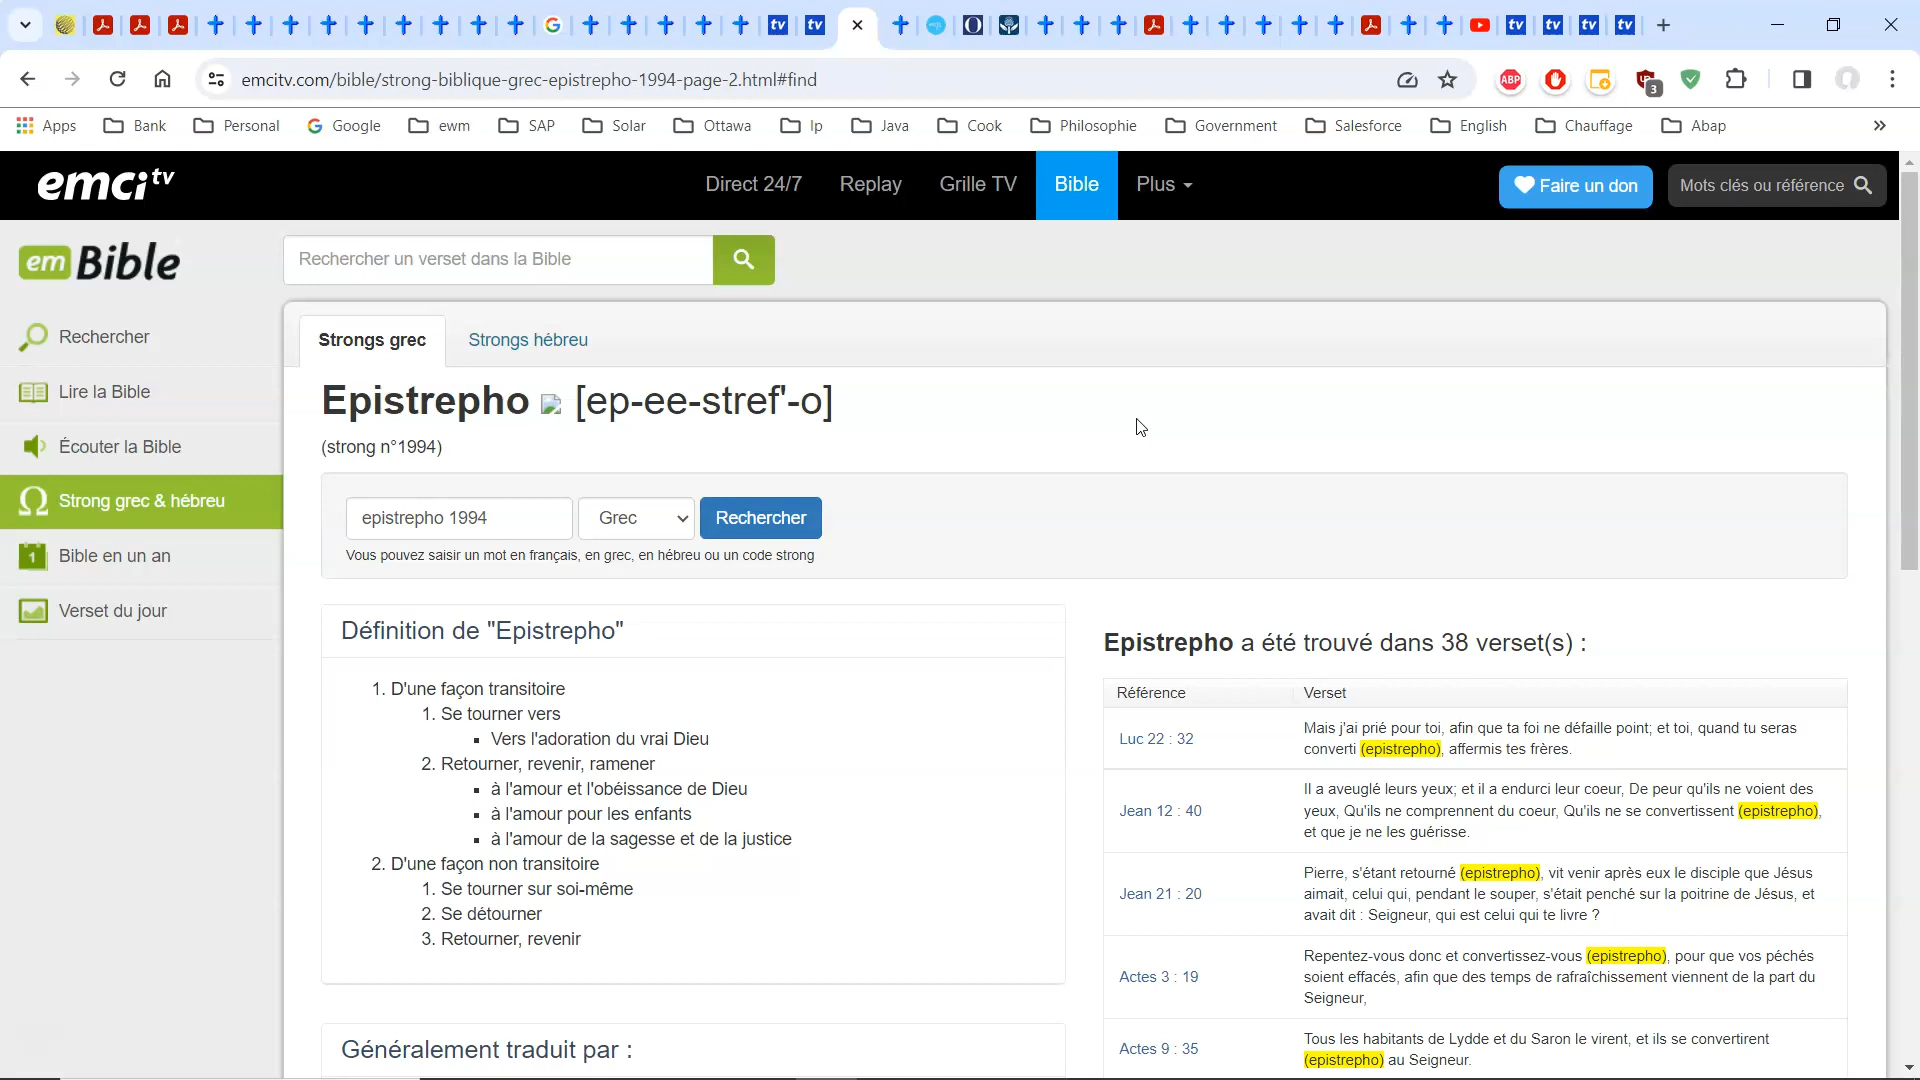 emcitv.com/bible/strong-biblique-grec-epistrepho-1994-page-2.html#find
ABP
3
Apps Bank Personal Google ewm SAP Solar Ottawa Ip Java Cook Philosophie Government Salesforce English Chauffage Abap »
emci tv
Direct 24/7 Replay Grille TV Bible Plus
Faire un don
Mots clés ou référence
em Bible
Rechercher un verset dans la Bible
Rechercher
Lire la Bible
Écouter la Bible
Strong grec & hébreu
1 Bible en un an
Verset du jour
Strongs grec Strongs hébreu
Epistrepho [ep-ee-stref'-o]
(strong n°1994)
epistrepho 1994 Grec Rechercher
Vous pouvez saisir un mot en français, en grec, en hébreu ou un code strong
Définition de "Epistrepho"
1. D'une façon transitoire
1. Se tourner vers
▪ Vers l'adoration du vrai Dieu
2. Retourner, revenir, ramener
▪ à l'amour et l'obéissance de Dieu
▪ à l'amour pour les enfants
▪ à l'amour de la sagesse et de la justice
2. D'une façon non transitoire
1. Se tourner sur soi-même
2. Se détourner
3. Retourner, revenir
Généralement traduit par :
Epistrepho a été trouvé dans 38 verset(s) :
Référence Verset
Luc 22 : 32
Mais j'ai prié pour toi, afin que ta foi ne défaille point; et toi, quand tu seras
converti (epistrepho), affermis tes frères.
Jean 12 : 40
Il a aveuglé leurs yeux; et il a endurci leur coeur, De peur qu'ils ne voient des
yeux, Qu'ils ne comprennent du coeur, Qu'ils ne se convertissent (epistrepho),
et que je ne les guérisse.
Jean 21 : 20
Pierre, s'étant retourné (epistrepho), vit venir après eux le disciple que Jésus
aimait, celui qui, pendant le souper, s'était penché sur la poitrine de Jésus, et
avait dit : Seigneur, qui est celui qui te livre ?
Actes 3 : 19
Repentez-vous donc et convertissez-vous (epistrepho), pour que vos péchés
soient effacés, afin que des temps de rafraîchissement viennent de la part du
Seigneur,
Actes 9 : 35
Tous les habitants de Lydde et du Saron le virent, et ils se convertirent
(epistrepho) au Seigneur.